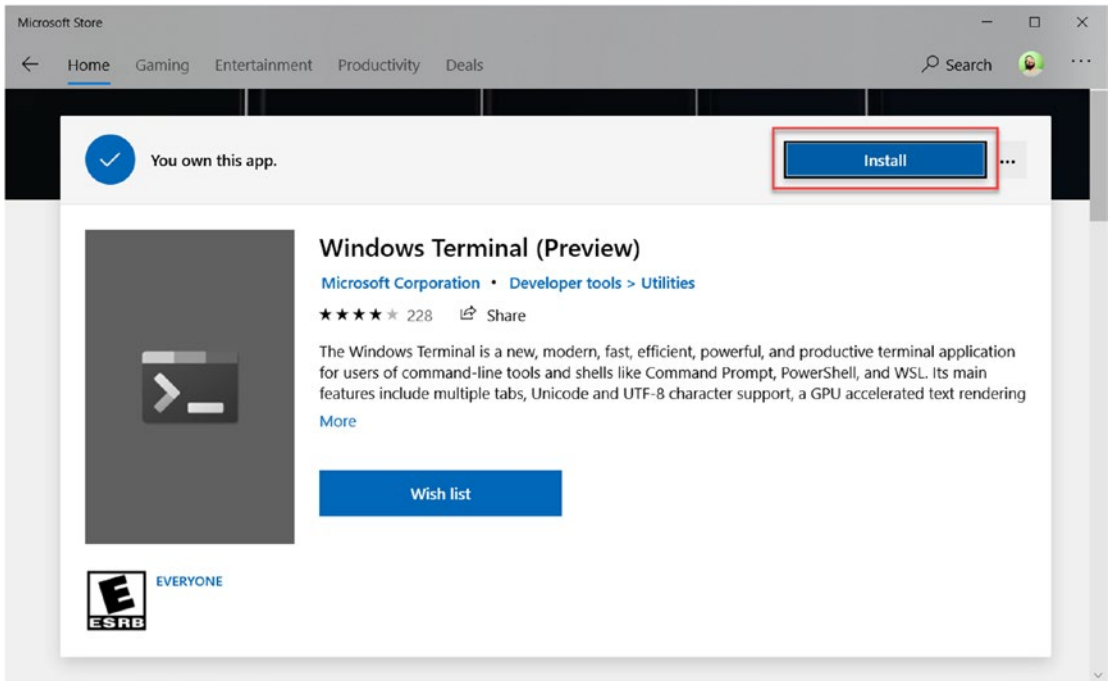 Microsoft Store
Home Gaming Entertainment Productivity Deals Search
You own this app. Install
Windows Terminal (Preview)
Microsoft Corporation • Developer tools > Utilities
228 Share
The Windows Terminal is a new, modern, fast, efficient, powerful, and productive terminal application
for users of command-line tools and shells like Command Prompt, PowerShell, and WSL. Its main
features include multiple tabs, Unicode and UTF-8 character support, a GPU accelerated text rendering
More
Wish list
E EVERYONE
ESRB